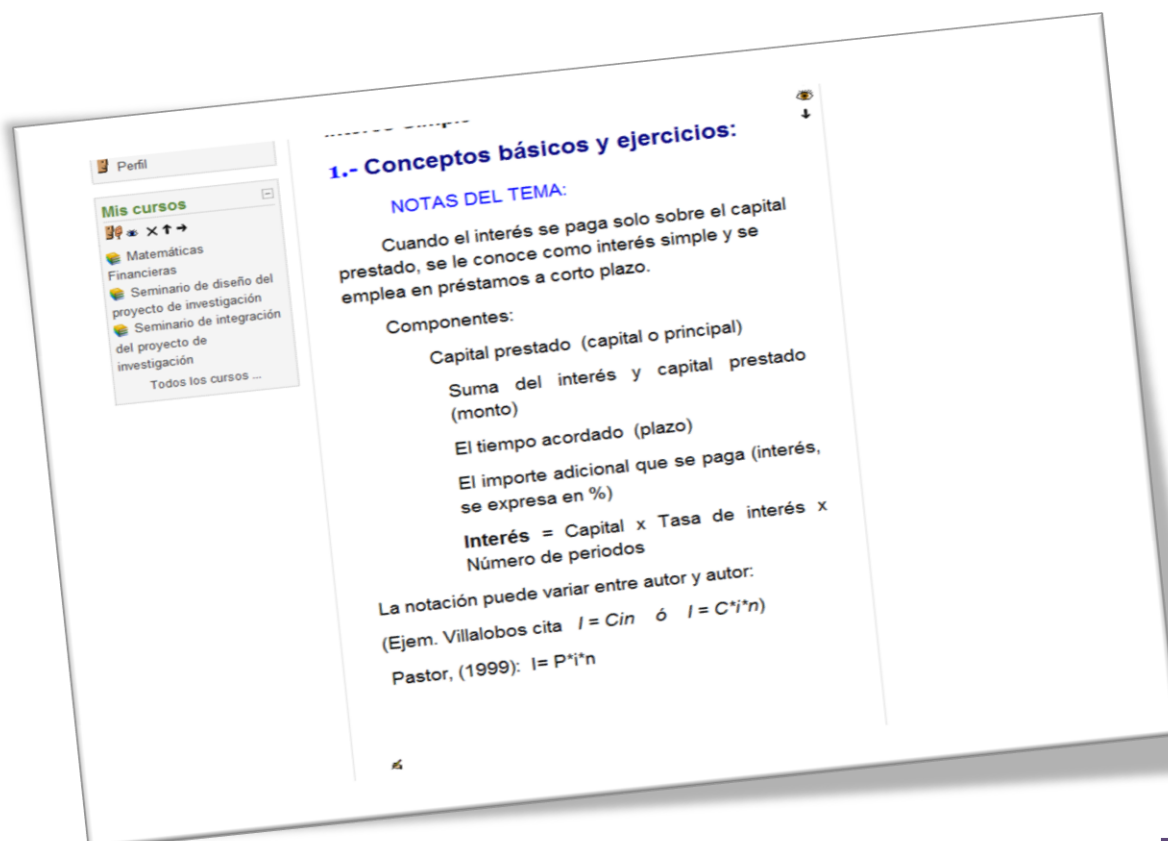 Perfil
Mis cursos
Matemáticas
Financieras
Seminario de diseño del
proyecto de investigación
Seminario de integración
del proyecto de
investigación
Todos los cursos ...
1.- Conceptos básicos y ejercicios:
NOTAS DEL TEMA:
Cuando el interés se paga solo sobre el capital
prestado, se le conoce como interés simple y se
emplea en préstamos a corto plazo.
Componentes:
Capital prestado (capital o principal)
Suma del interés y capital prestado
(monto)
El tiempo acordado (plazo)
El importe adicional que se paga (interés,
se expresa en %)
Interés = Capital x Tasa de interés x
Número de periodos
La notación puede variar entre autor y autor:
(Ejem. Villalobos cita I = Cin ó I = C*i*n)
Pastor, (1999): I= P*i*n